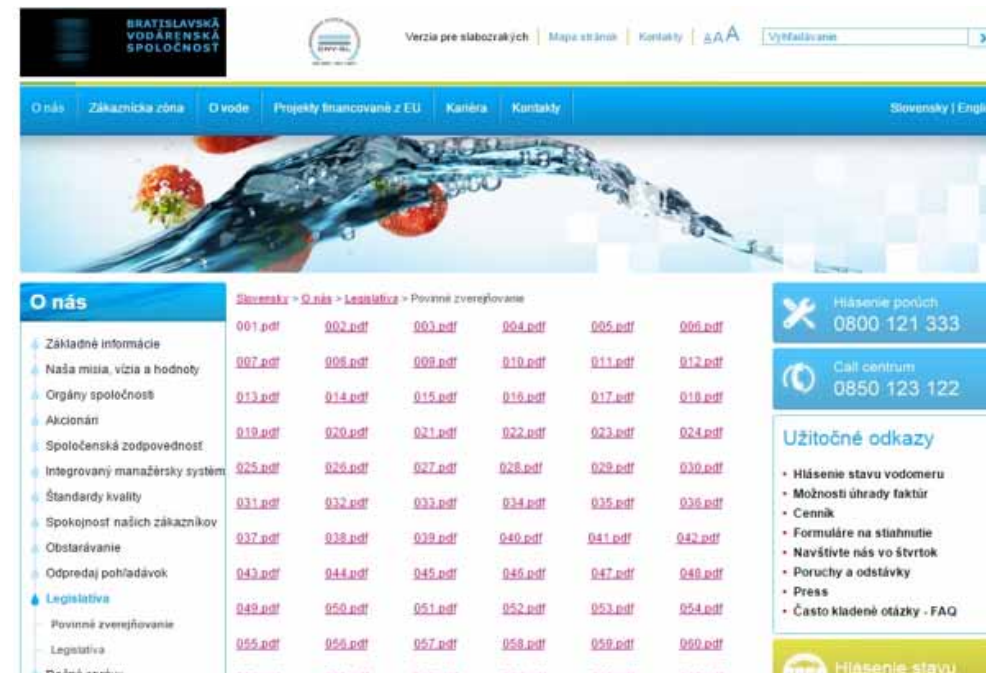 BRATISLAVSKÁ
VODÁRENSKÁ
SPOLOČNOSŤ
DNV·GL
Verzia pre slabozrakých | Mapa stránok | Kontakty | AAA
Vyhľadávanie
O nás Zákaznícka zóna O vode Projekty financované z EU Kariéra Kontakty
Slovensky | Engli
O nás
Základné informácie
Naša misia, vízia a hodnoty
Orgány spoločnosti
Akcionári
Spoločenská zodpovednosť
Integrovaný manažérsky systém
Štandardy kvality
Spokojnosť našich zákazníkov
Obstarávanie
Odpredaj pohľadávok
Legislatíva
Povinné zverejňovanie
Legislatíva
Slovensky > O nás > Legislatíva > Povinné zverejňovanie
001.pdf 002.pdf 003.pdf 004.pdf 005.pdf 006.pdf
007.pdf 008.pdf 009.pdf 010.pdf 011.pdf 012.pdf
013.pdf 014.pdf 015.pdf 016.pdf 017.pdf 018.pdf
019.pdf 020.pdf 021.pdf 022.pdf 023.pdf 024.pdf
025.pdf 026.pdf 027.pdf 028.pdf 029.pdf 030.pdf
031.pdf 032.pdf 033.pdf 034.pdf 035.pdf 036.pdf
037.pdf 038.pdf 039.pdf 040.pdf 041.pdf 042.pdf
043.pdf 044.pdf 045.pdf 046.pdf 047.pdf 048.pdf
049.pdf 050.pdf 051.pdf 052.pdf 053.pdf 054.pdf
055.pdf 056.pdf 057.pdf 058.pdf 059.pdf 060.pdf
Hlásenie porúch
0800 121 333
Call centrum
0850 123 122
Užitočné odkazy
Hlásenie stavu vodomeru
Možnosti úhrady faktúr
Cenník
Formuláre na stiahnutie
Navštívte nás vo štvrtok
Poruchy a odstávky
Press
Často kladené otázky - FAQ
Hlásenie stavu